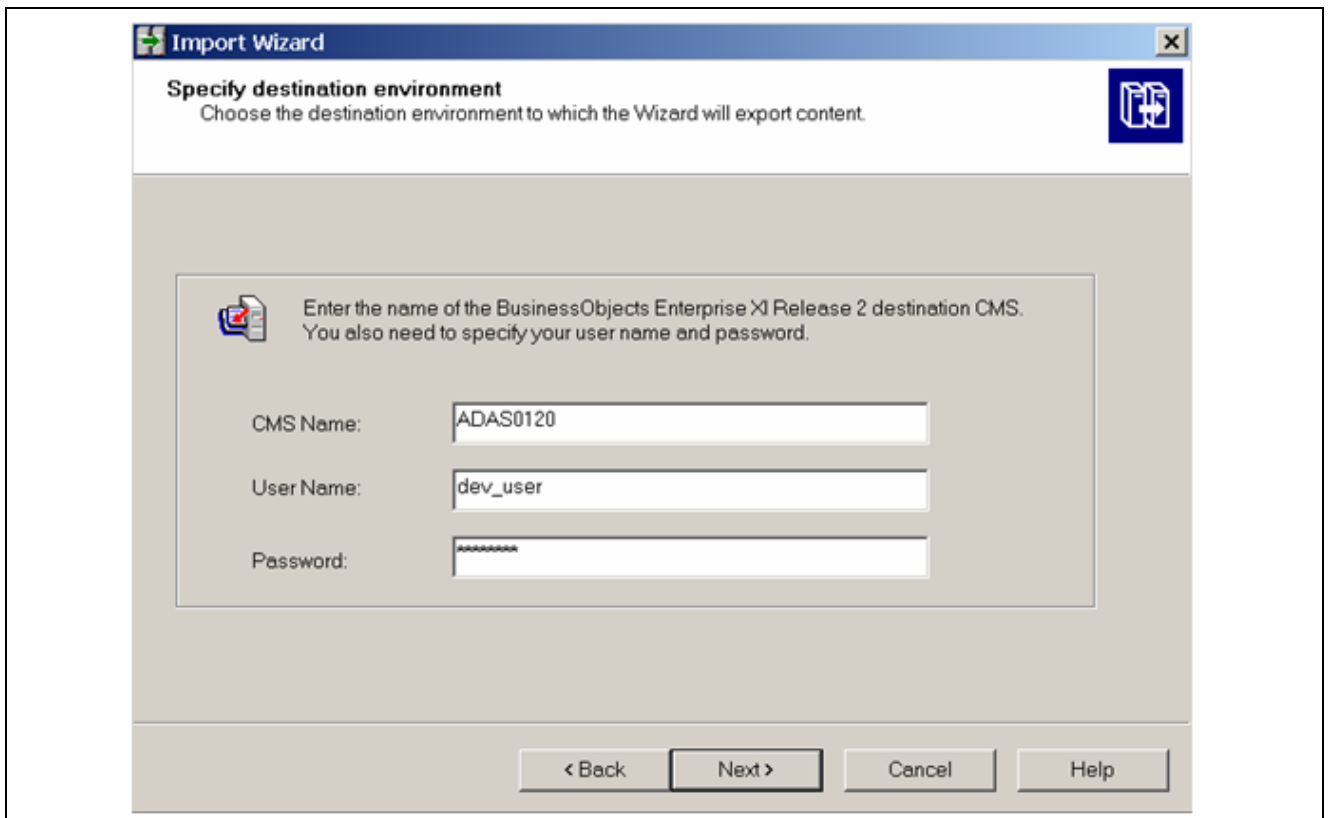 Import Wizard
Specify destination environment
Choose the destination environment to which the Wizard will export content.
Enter the name of the BusinessObjects Enterprise XI Release 2 destination CMS.
You also need to specify your user name and password.
CMS Name:
ADAS0120
User Name:
dev_user
Password:
********
< Back
Next >
Cancel
Help